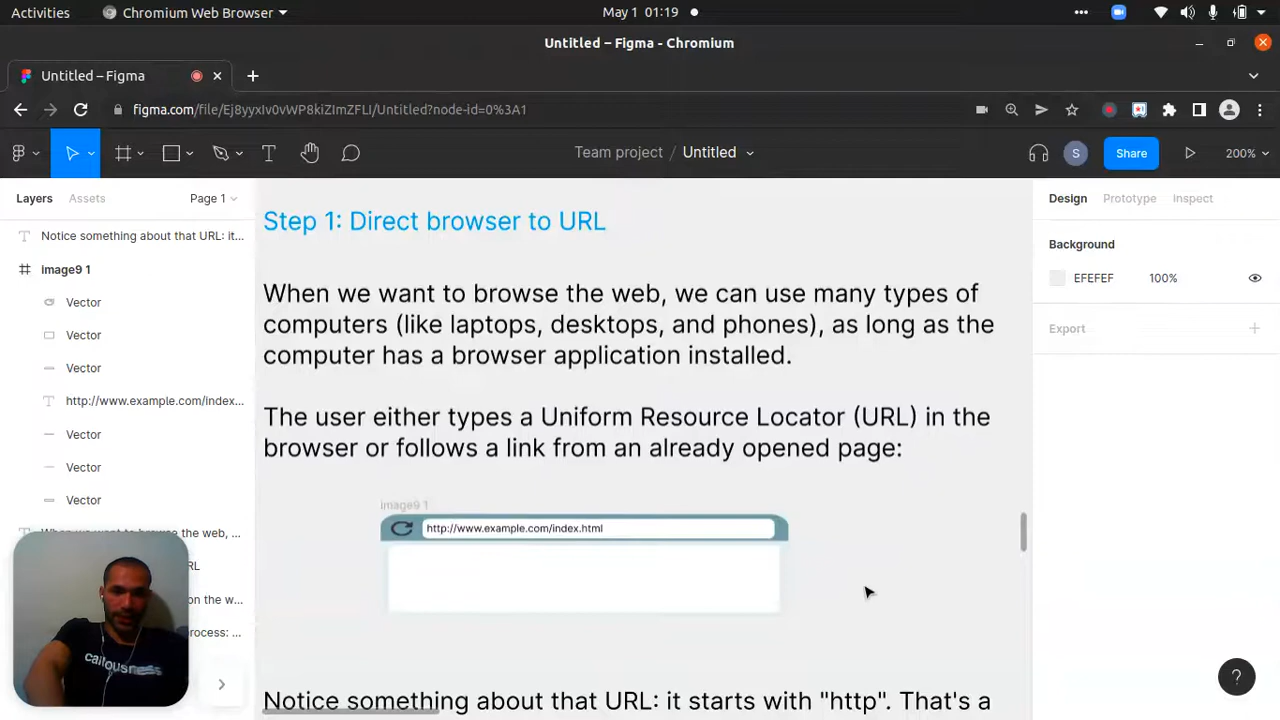 Activities
Chromium Web Browser
May 1 01:19
Untitled – Figma - Chromium
Untitled – Figma
figma.com/file/Ej8yyxIv0vWP8kiZImZFLI/Untitled?node-id=0%3A1
Team project / Untitled
S
Share
200%
Layers
Assets
Page 1
Notice something about that URL: it...
image9 1
Vector
Vector
Vector
http://www.example.com/index...
Vector
Vector
Vector
When we want to browse the web, ...
RL
on the w...
process: ...
callousness
Step 1: Direct browser to URL
When we want to browse the web, we can use many types of
computers (like laptops, desktops, and phones), as long as the
computer has a browser application installed.
The user either types a Uniform Resource Locator (URL) in the
browser or follows a link from an already opened page:
image9 1
http://www.example.com/index.html
Notice something about that URL: it starts with "http". That's a
Design
Prototype
Inspect
Background
EFEFEF
100%
Export
?